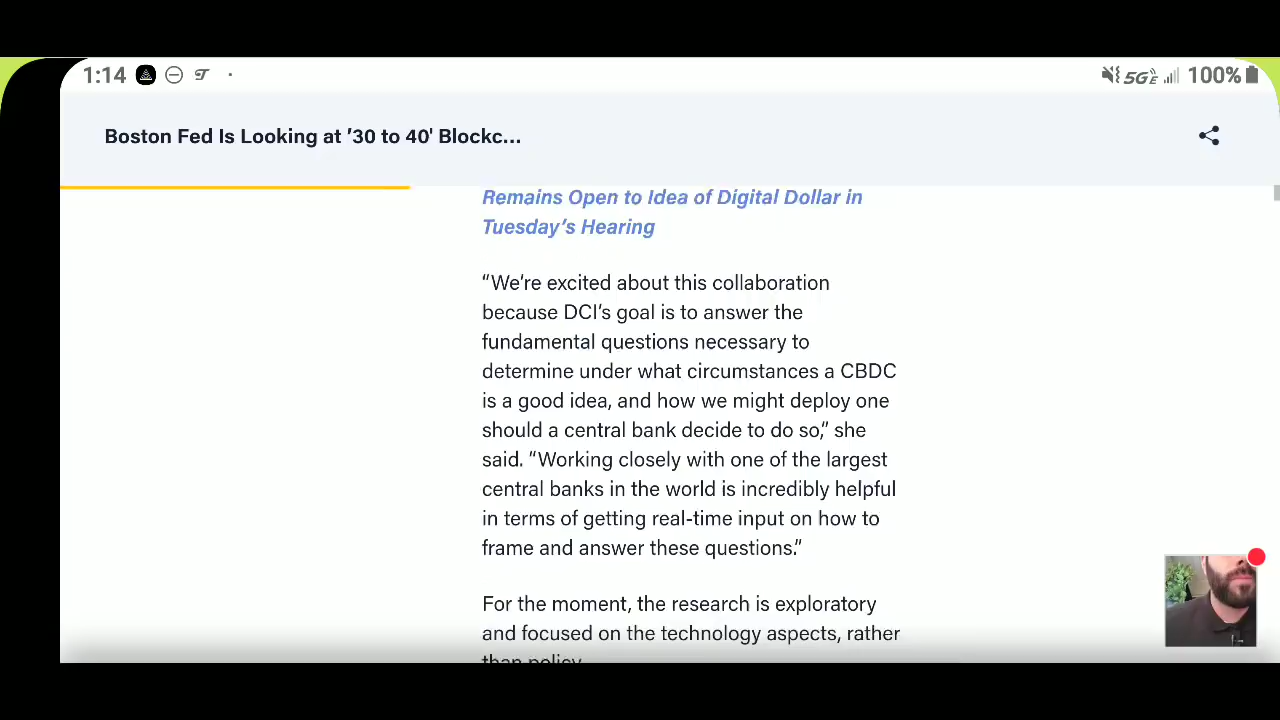 1:14
5G E
100%
Boston Fed Is Looking at '30 to 40' Blockc...
Remains Open to Idea of Digital Dollar in
Tuesday's Hearing
“We're excited about this collaboration
because DCI's goal is to answer the
fundamental questions necessary to
determine under what circumstances a CBDC
is a good idea, and how we might deploy one
should a central bank decide to do so,” she
said. “Working closely with one of the largest
central banks in the world is incredibly helpful
in terms of getting real-time input on how to
frame and answer these questions.”
For the moment, the research is exploratory
and focused on the technology aspects, rather
than policy.